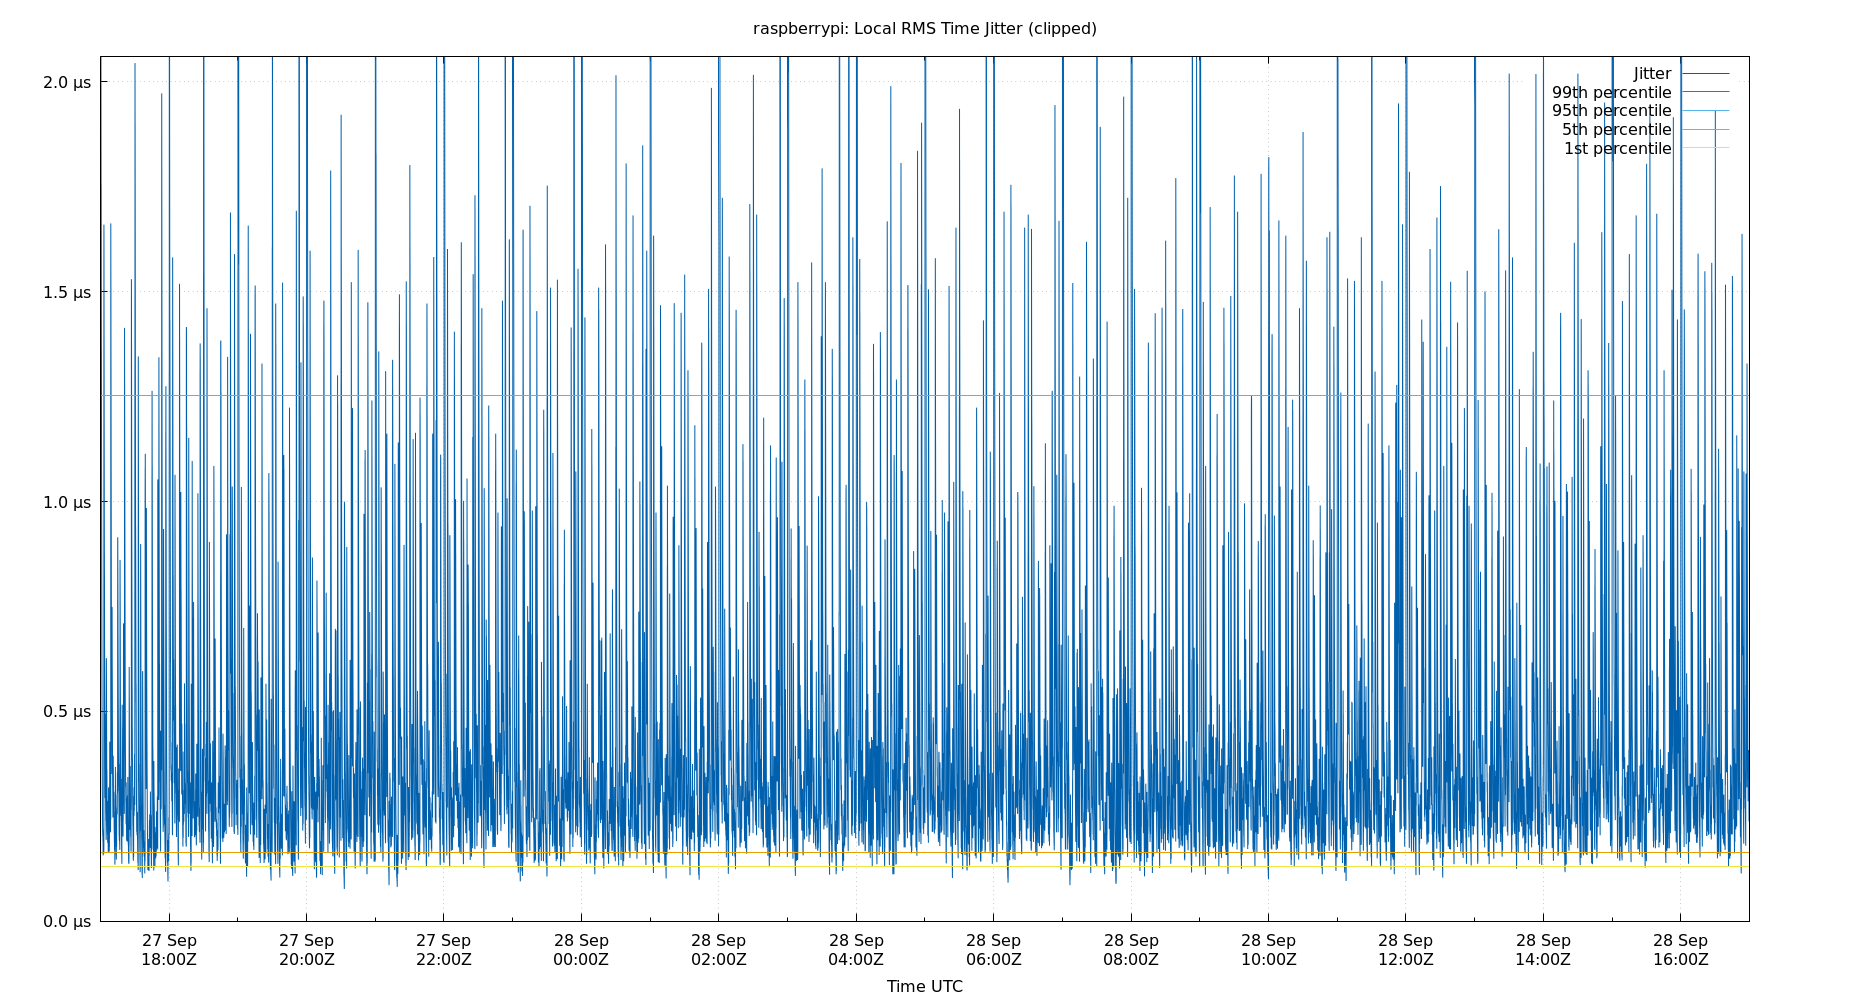 raspberrypi: Local RMS Time Jitter (clipped)
2.0 µs
1.5 µs
1.0 µs
0.5 µs
0.0 µs
Jitter
99th percentile
95th percentile
5th percentile
1st percentile
27 Sep
18:00Z
27 Sep
20:00Z
27 Sep
22:00Z
28 Sep
00:00Z
28 Sep
02:00Z
28 Sep
04:00Z
28 Sep
06:00Z
28 Sep
08:00Z
28 Sep
10:00Z
28 Sep
12:00Z
28 Sep
14:00Z
28 Sep
16:00Z
Time UTC